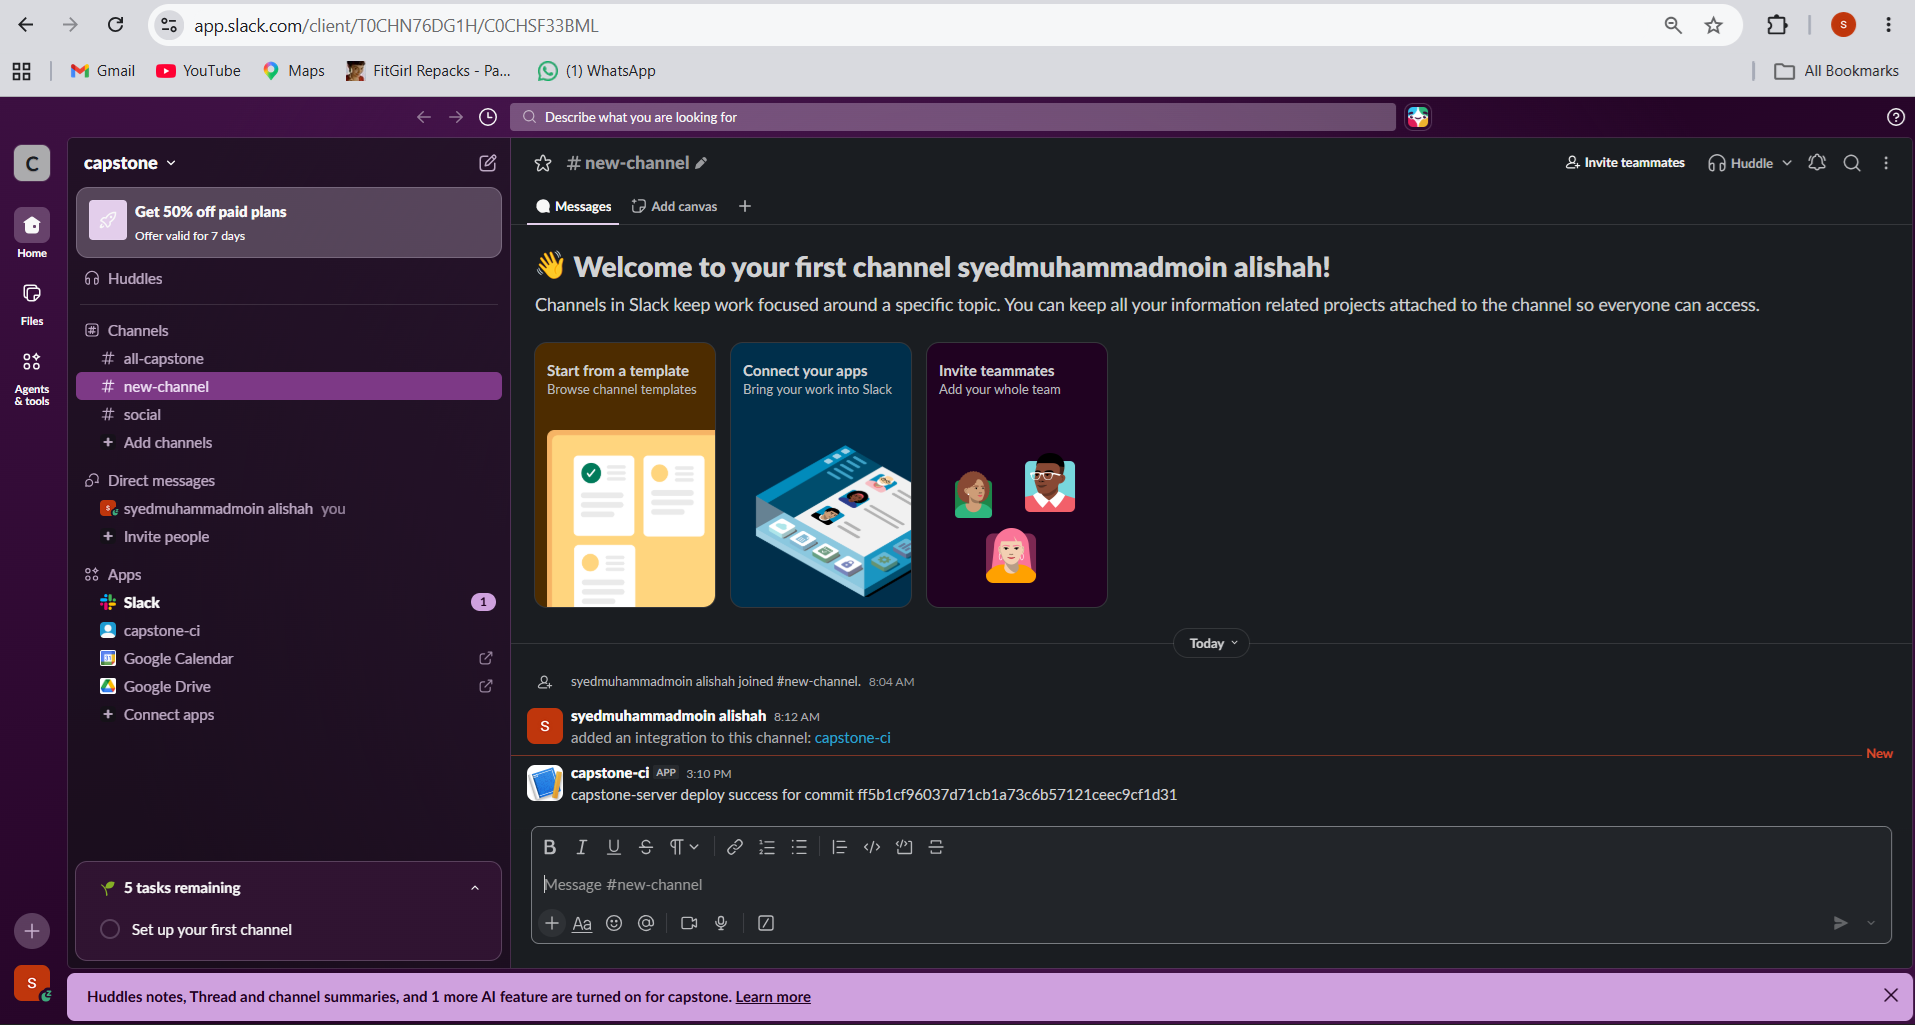 app.slack.com/client/T0CHN76DG1H/C0CHSF33BML
S
Gmail
YouTube
Maps
FitGirl Repacks - Pa...
(1) WhatsApp
All Bookmarks
Describe what you are looking for
C
Home
Files
Agents
& tools
capstone
Get 50% off paid plans
Offer valid for 7 days
Huddles
Channels
# all-capstone
# new-channel
# social
+ Add channels
Direct messages
syedmuhammadmoin alishah you
+ Invite people
Apps
Slack 1
capstone-ci
Google Calendar
Google Drive
+ Connect apps
5 tasks remaining
Set up your first channel
S
# new-channel
Invite teammates
Huddle
Messages
Add canvas
+
👋 Welcome to your first channel syedmuhammadmoin alishah!
Channels in Slack keep work focused around a specific topic. You can keep all your information related projects attached to the channel so everyone can access.
Start from a template
Browse channel templates
Connect your apps
Bring your work into Slack
Invite teammates
Add your whole team
Today
syedmuhammadmoin alishah joined #new-channel. 8:04 AM
S
syedmuhammadmoin alishah 8:12 AM
added an integration to this channel: capstone-ci
New
capstone-ci APP 3:10 PM
capstone-server deploy success for commit ff5b1cf96037d71cb1a73c6b57121ceec9cf1d31
B I U S
Message #new-channel
Aa
Huddles notes, Thread and channel summaries, and 1 more AI feature are turned on for capstone. Learn more